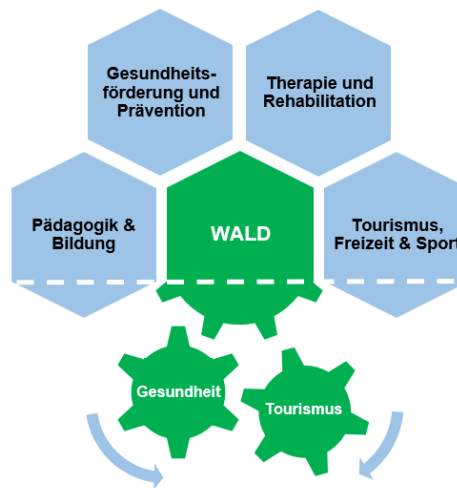 Gesundheits-
förderung und
Prävention
Therapie und
Rehabilitation
Pädagogik &
Bildung
WALD
Tourismus,
Freizeit & Sport
Gesundheit
Tourismus